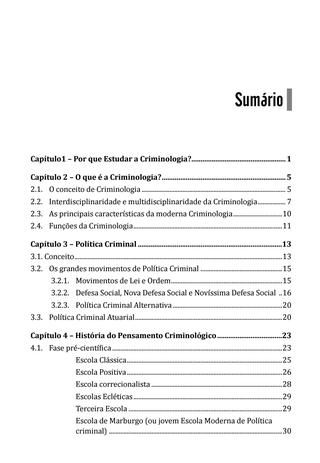 Sumário
Capítulo1 – Por que Estudar a Criminologia?..................................................1
Capítulo 2 – O que é a Criminologia?..................................................5
2.1. O conceito de Criminologia ..................................................5
2.2. Interdisciplinaridade e multidisciplinaridade da Criminologia................7
2.3. As principais características da moderna Criminologia........................10
2.4. Funções da Criminologia..................................................11
Capítulo 3 – Política Criminal ..................................................13
3.1. Conceito..................................................13
3.2. Os grandes movimentos de Política Criminal ..................................15
3.2.1. Movimentos de Lei e Ordem..................................................15
3.2.2. Defesa Social, Nova Defesa Social e Novíssima Defesa Social ..16
3.2.3. Política Criminal Alternativa..................................................20
3.3. Política Criminal Atuarial..................................................20
Capítulo 4 – História do Pensamento Criminológico..............................23
4.1. Fase pré-científica..................................................23
Escola Clássica..................................................25
Escola Positiva ..................................................26
Escola correcionalista ..................................................28
Escolas Ecléticas..................................................29
Terceira Escola ..................................................29
Escola de Marburgo (ou jovem Escola Moderna de Política
criminal) ..................................................30